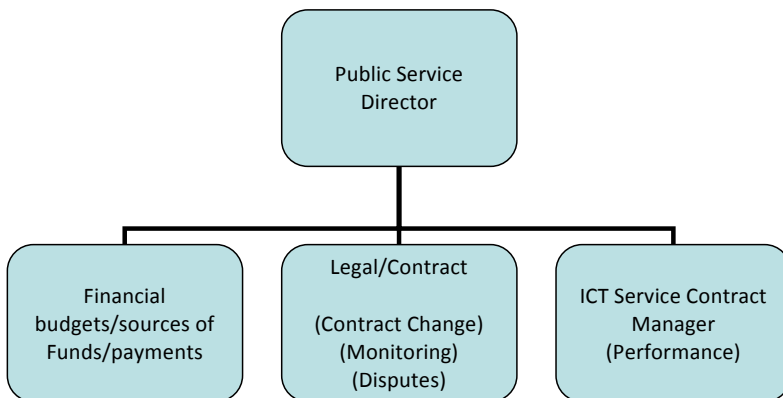 Public Service
Director
Financial
budgets/sources of
Funds/payments
Legal/Contract
(Contract Change)
(Monitoring)
(Disputes)
ICT Service Contract
Manager
(Performance)